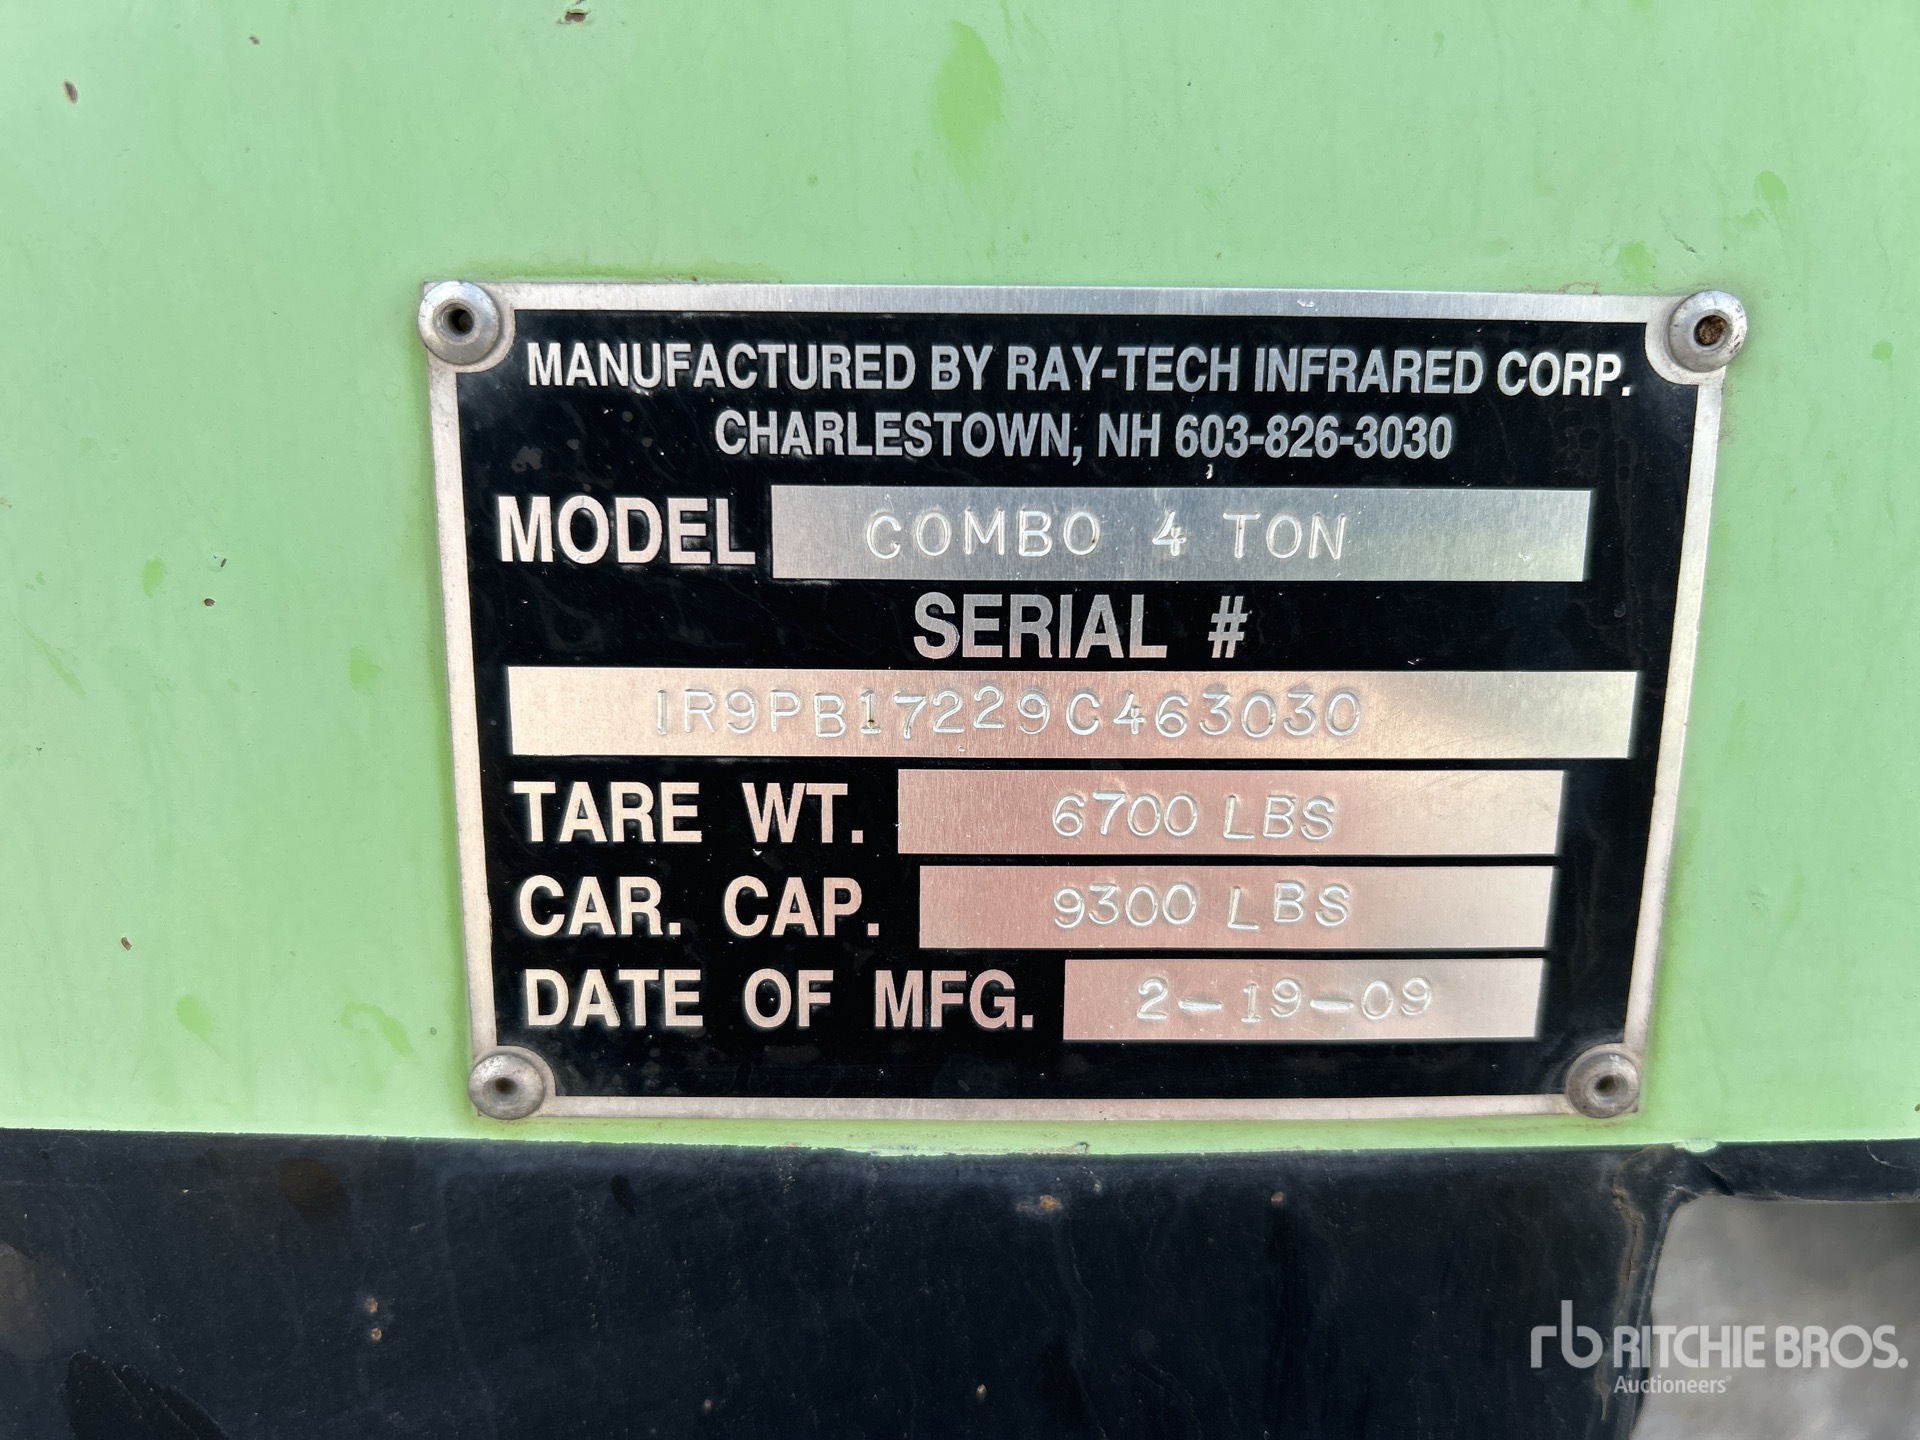 MANUFACTURED BY RAY-TECH INFRARED CORP.
CHARLESTOWN, NH 603-826-3030
MODEL COMBO 4 TON
SERIAL #
1R9PB17229C463030
TARE WT. 6700 LBS
CAR. CAP. 9300 LBS
DATE OF MFG. 2-19-09
rb RITCHIE BROS.
Auctioneers